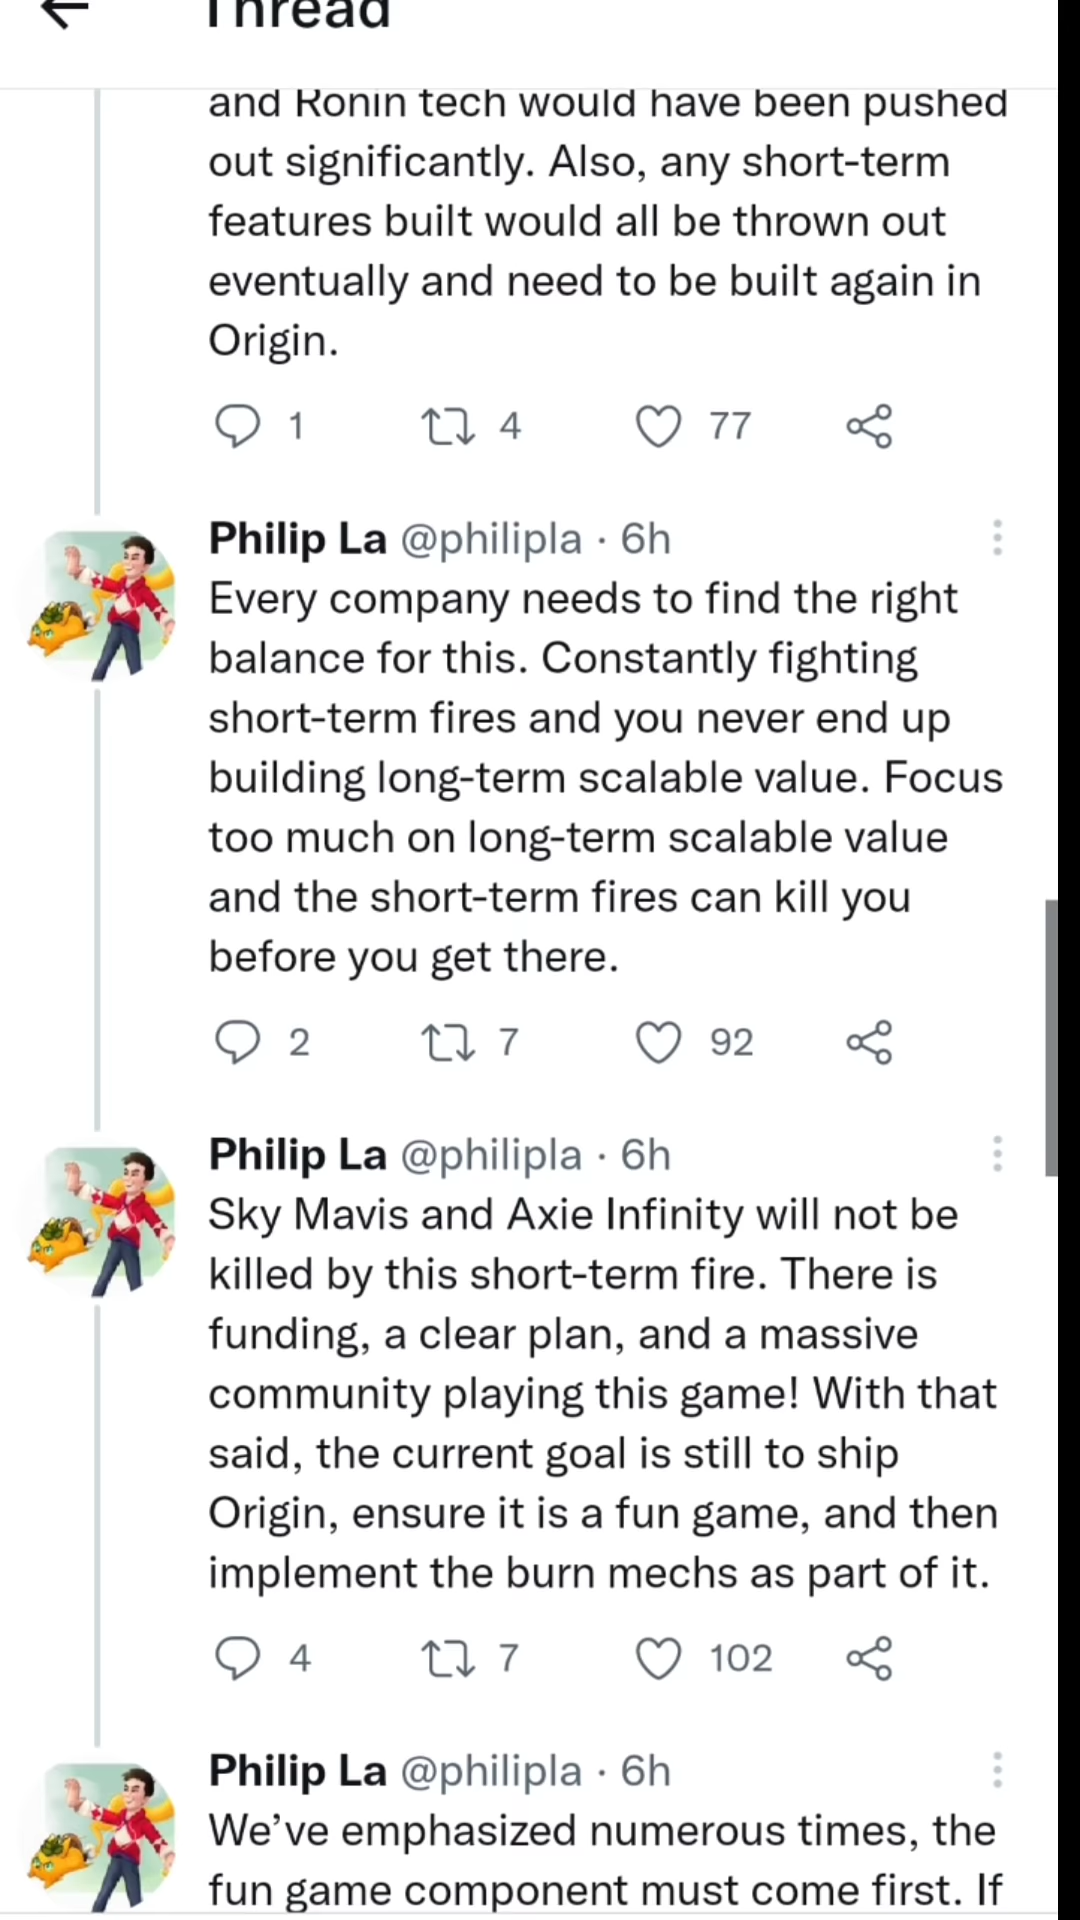 Thread
and Ronin tech would have been pushed
out significantly. Also, any short-term
features built would all be thrown out
eventually and need to be built again in
Origin.
1 4 77
Philip La @philipla · 6h
Every company needs to find the right
balance for this. Constantly fighting
short-term fires and you never end up
building long-term scalable value. Focus
too much on long-term scalable value
and the short-term fires can kill you
before you get there.
2 7 92
Philip La @philipla · 6h
Sky Mavis and Axie Infinity will not be
killed by this short-term fire. There is
funding, a clear plan, and a massive
community playing this game! With that
said, the current goal is still to ship
Origin, ensure it is a fun game, and then
implement the burn mechs as part of it.
4 7 102
Philip La @philipla · 6h
We’ve emphasized numerous times, the
fun game component must come first. If